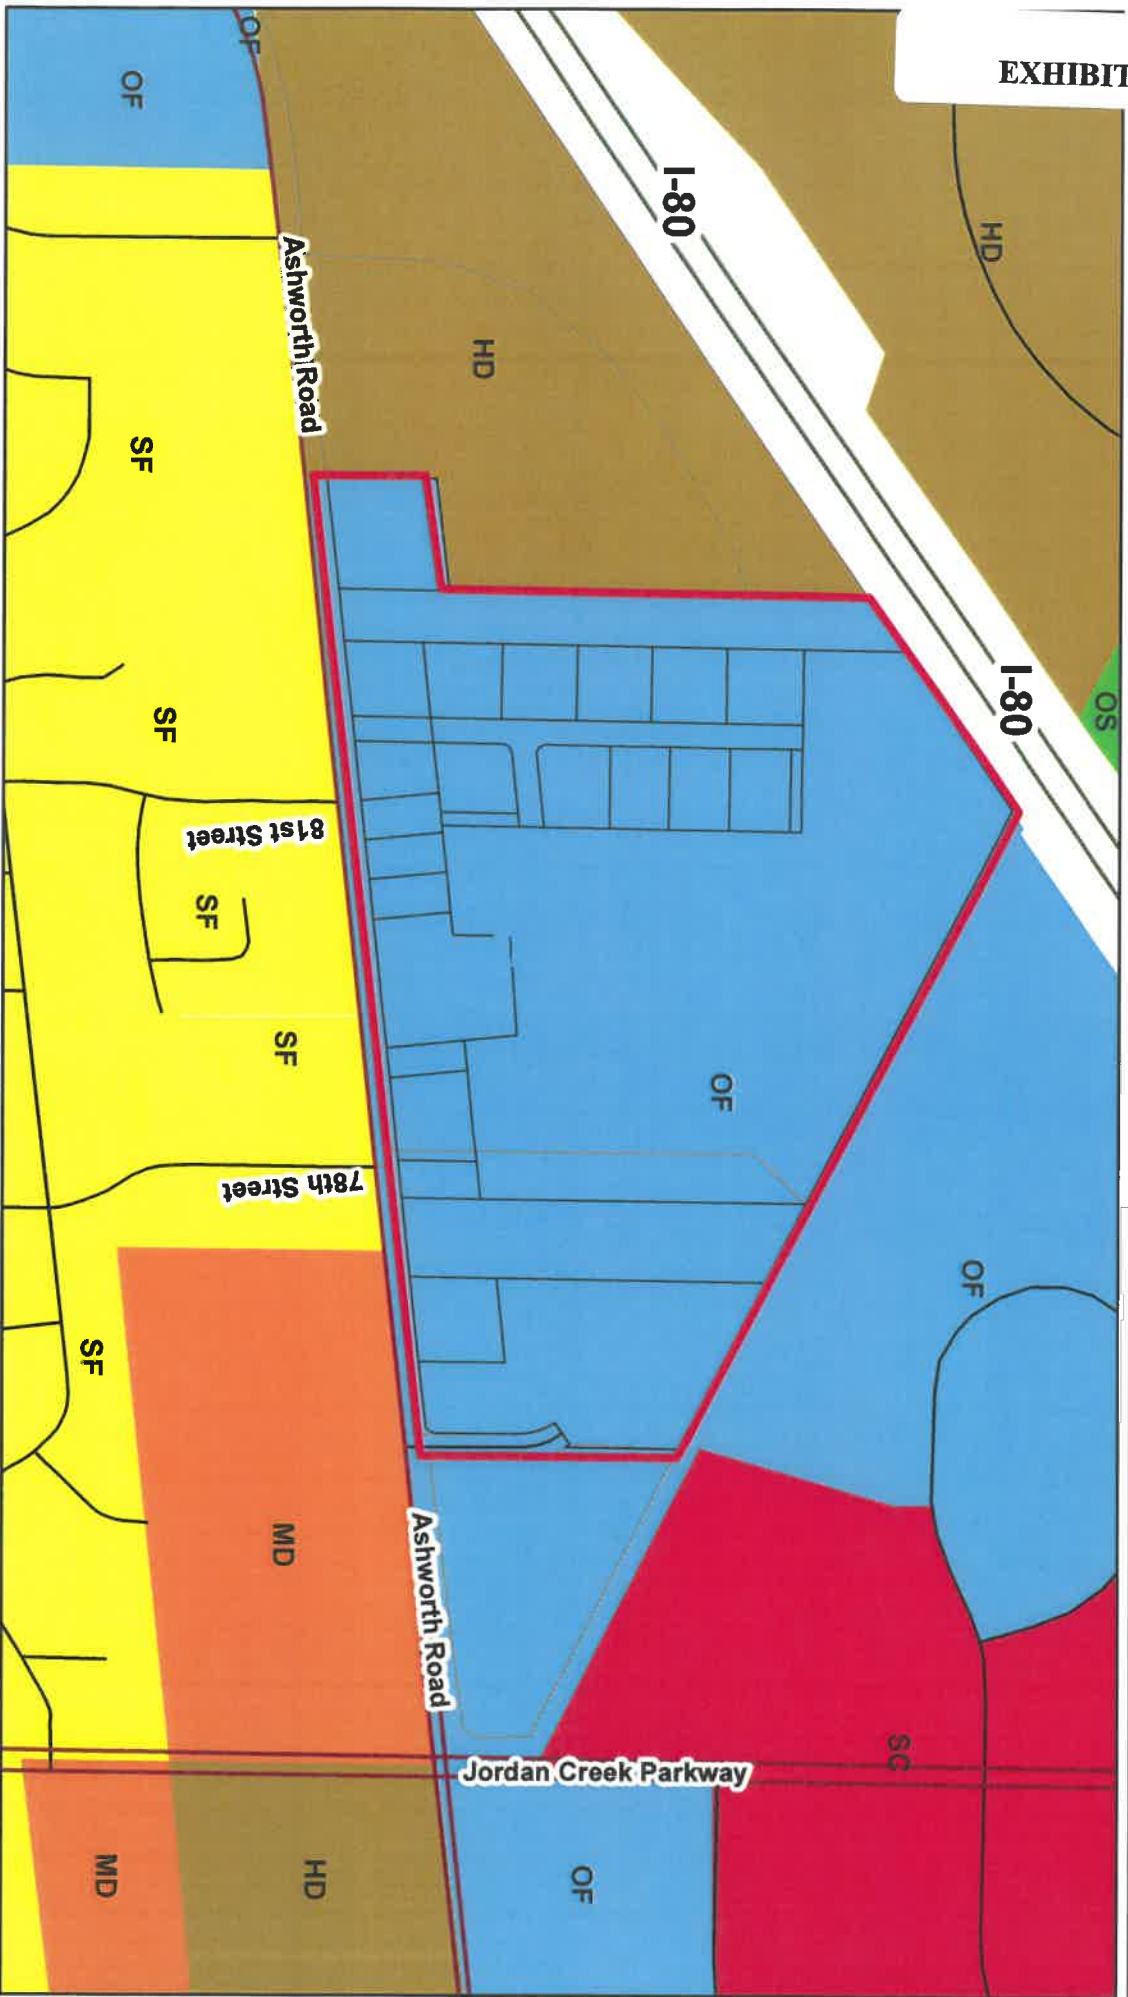 EXHIBIT
OF
OF
HD
I-80
Ashworth Road
HD
SF
OS
I-80
SF
81st Street
SF
SF
OF
78th Street
OF
SF
MD
Ashworth Road
SC
Jordan Creek Parkway
MD
HD
OF